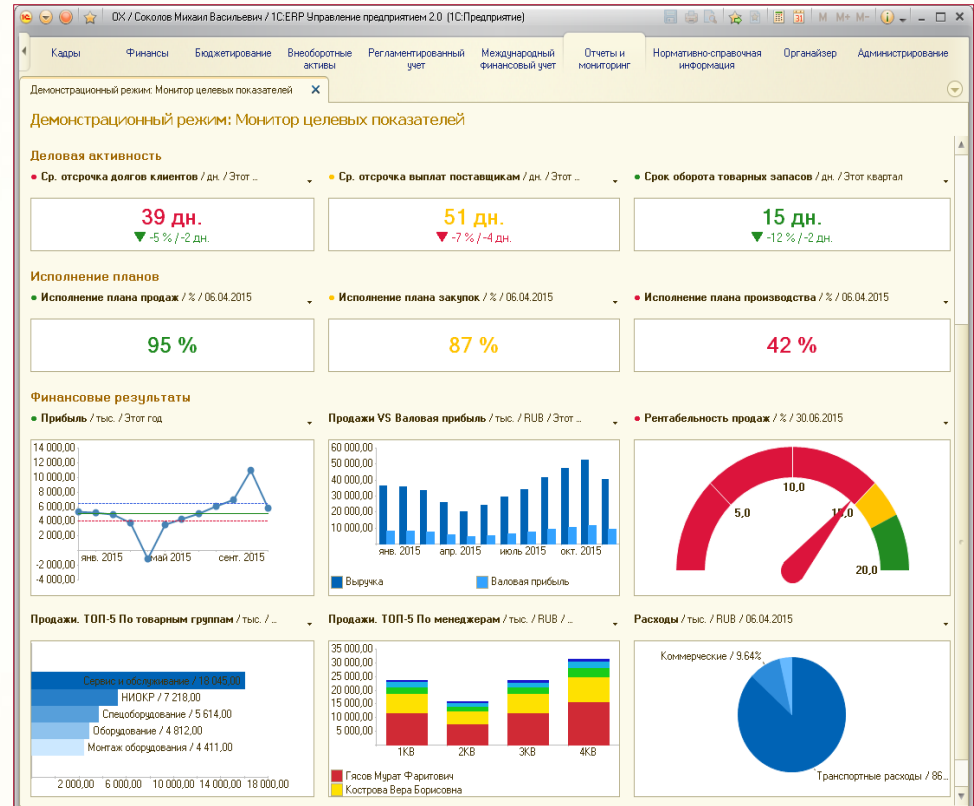 ОХ / Соколов Михаил Васильевич / 1С:ERP Управление предприятием 2.0 (1С:Предприятие)
31 M M+ M-
Кадры Финансы Бюджетирование Внеоборотные активы Регламентированный учет Международный финансовый учет Отчеты и мониторинг Нормативно-справочная информация Органайзер Администрирование
Демонстрационный режим: Монитор целевых показателей
Демонстрационный режим: Монитор целевых показателей
Деловая активность
Ср. отсрочка долгов клиентов / дн. / Этот ...
Ср. отсрочка выплат поставщикам / дн. / Этот ...
Срок оборота товарных запасов / дн. / Этот квартал
39 дн.
-5 % / -2 дн.
51 дн.
-7 % / -4 дн.
15 дн.
-12 % / -2 дн.
Исполнение планов
Исполнение плана продаж / % / 06.04.2015
Исполнение плана закупок / % / 06.04.2015
Исполнение плана производства / % / 06.04.2015
95 %
87 %
42 %
Финансовые результаты
Прибыль / тыс. / Этот год
Продажи VS Валовая прибыль / тыс. / RUB / Этот ...
Рентабельность продаж / % / 30.06.2015
14 000,00
12 000,00
10 000,00
8 000,00
6 000,00
4 000,00
2 000,00
-2 000,00
-4 000,00
янв. 2015 май 2015 сент. 2015
60 000,00
50 000,00
40 000,00
30 000,00
20 000,00
10 000,00
янв. 2015 апр. 2015 июль 2015 окт. 2015
Выручка Валовая прибыль
5,0
10,0
15,0
20,0
Продажи. ТОП-5 По товарным группам / тыс. / ...
Продажи. ТОП-5 По менеджерам / тыс. / RUB / ...
Расходы / тыс. / RUB / 06.04.2015
Сервис и обслуживание / 18 045,00
НИОКР / 7 218,00
Спецоборудование / 5 614,00
Оборудование / 4 812,00
Монтаж оборудования / 4 411,00
2 000,00 6 000,00 10 000,00 14 000,00 18 000,00
35 000,00
30 000,00
25 000,00
20 000,00
15 000,00
10 000,00
5 000,00
1КВ 2КВ 3КВ 4КВ
Гясов Мурат Фаритович
Кострова Вера Борисовна
Коммерческие / 9,64%
Транспортные расходы / 86...